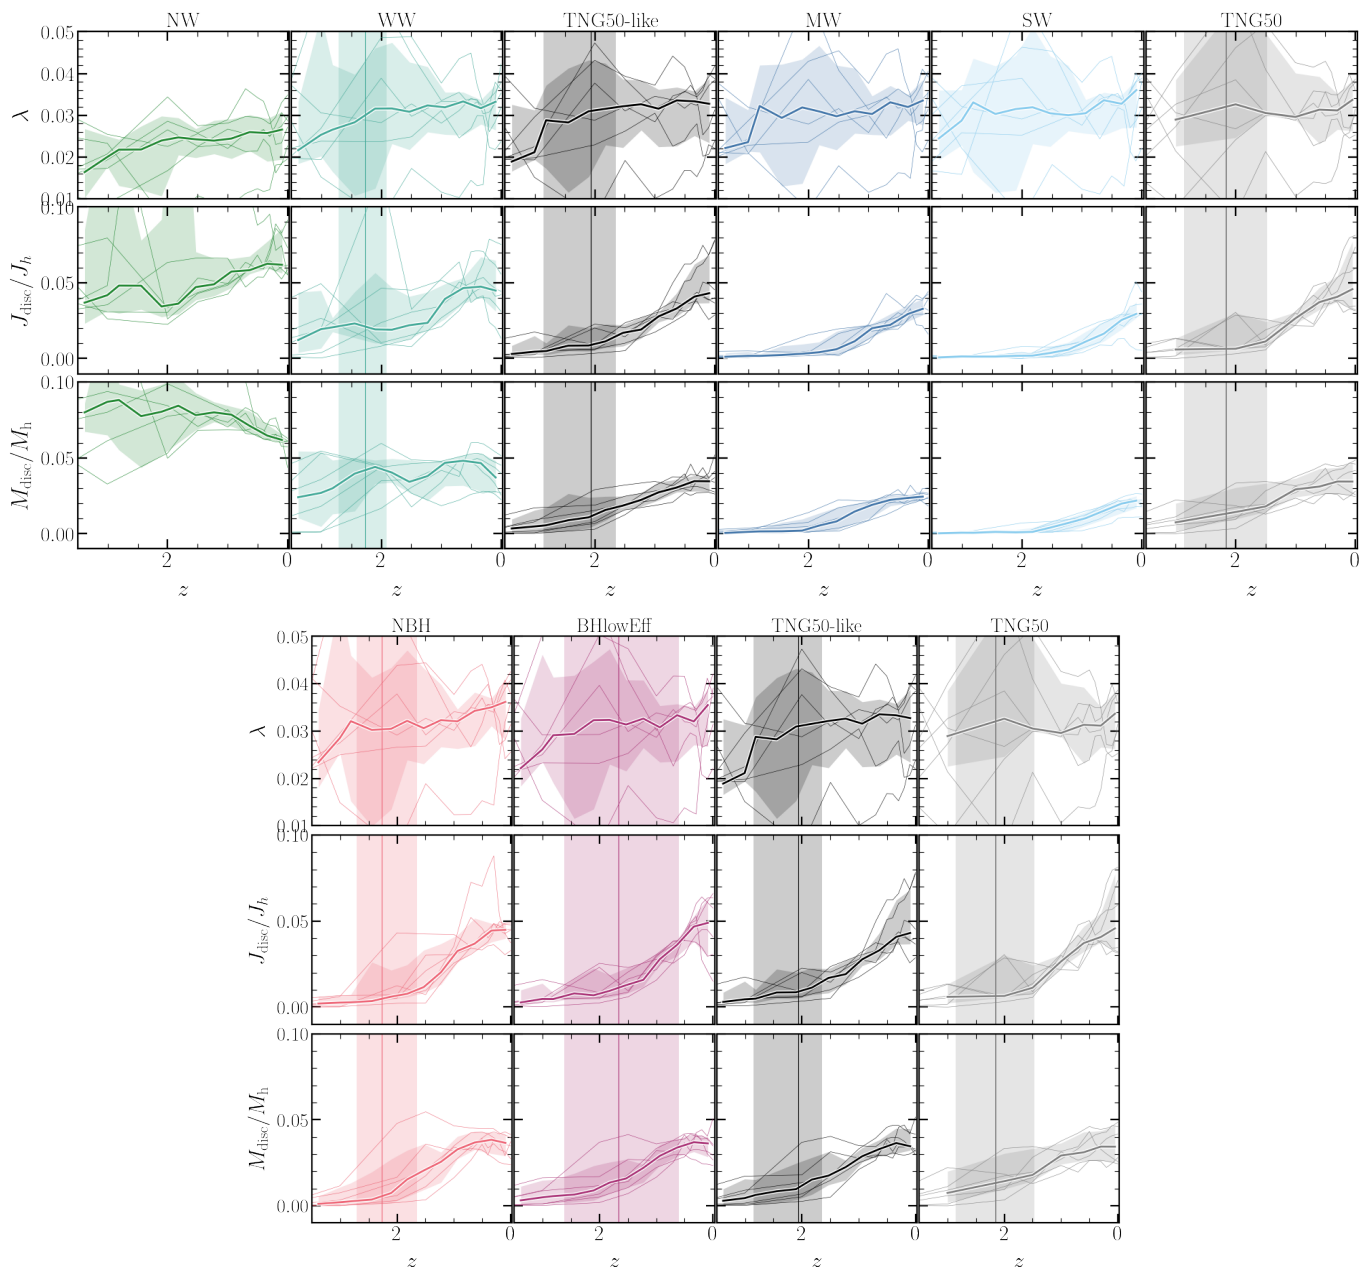 NW WW TNG50-like MW SW TNG50
0.05
0.04
0.03
0.02
0.01
λ
0.10
0.05
0.00
J_disc/J_h
0.10
0.05
0.00
M_disc/M_h
2 0 2 0 2 0 2 0 2 0 2 0
z z z z z z
NBH BHlowEff TNG50-like TNG50
0.05
0.04
0.03
0.02
0.01
λ
0.10
0.05
0.00
J_disc/J_h
0.10
0.05
0.00
M_disc/M_h
2 0 2 0 2 0 2 0
z z z z